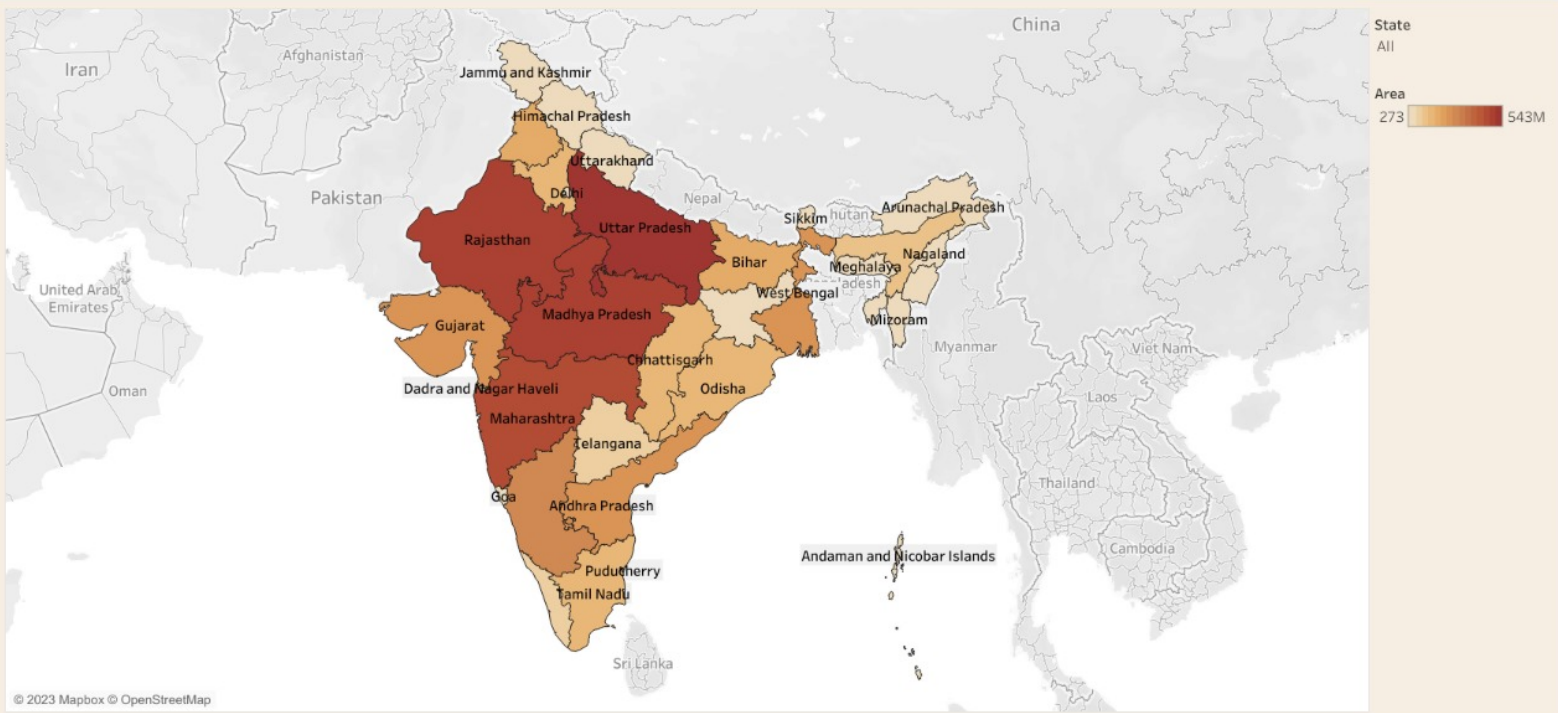 China
State
All
Afghanistan
Iran
Jammu and Kashmir
Area
273
543M
Himachal Pradesh
Uttarakhand
Pakistan
Delhi
Nepal
Arunachal Pradesh
Sikkim
hutan
Uttar Pradesh
Rajasthan
Nagaland
Bihar
Meghalaya
adesh
United Arab
Emirates
West Bengal
Madhya Pradesh
Mizoram
Gujarat
Myanmar
Viet Nam
Chhattisgarh
Dadra and Nagar Haveli
Odisha
Oman
Laos
Maharashtra
Telangana
Thailand
Goa
Andhra Pradesh
Cambodia
Andaman and Nicobar Islands
Puducherry
Tamil Nadu
Sri Lanka
© 2023 Mapbox © OpenStreetMap